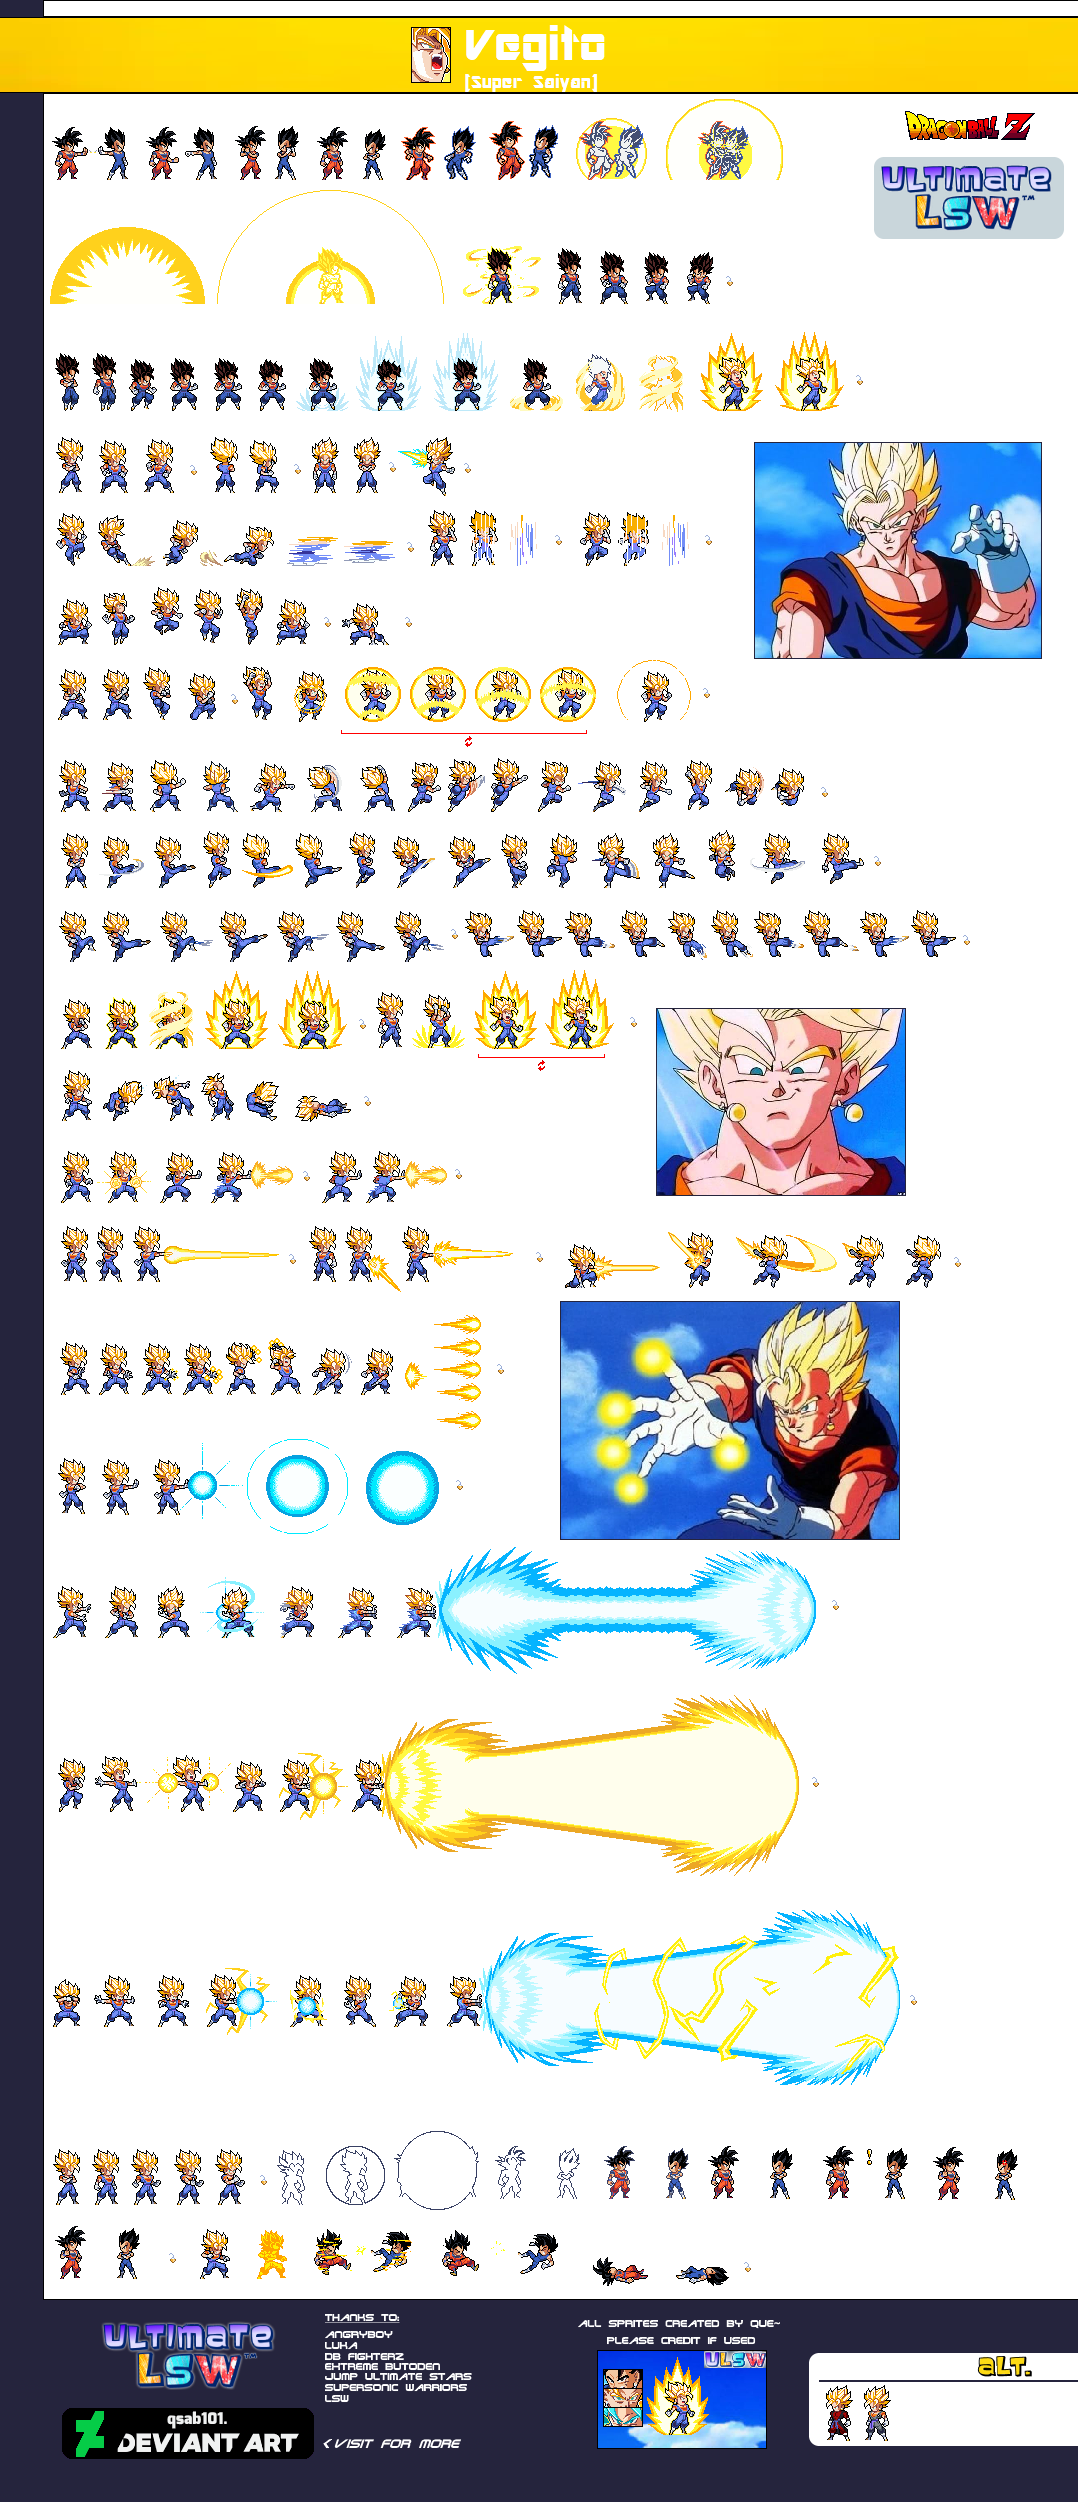 Vegito
[Super Saiyan]
DRAGON BALL Z
ULTIMATE
LSW™
!
ULTIMATE
LSW™
THANKS TO:
ANGRYBOY
LUKA
DB FIGHTERZ
EXTREME BUTODEN
JUMP ULTIMATE STARS
SUPERSONIC WARRIORS
LSW
qsab101.
DEVIANT ART
< VISIT FOR MORE
ALL SPRITES CREATED BY QUE~
PLEASE CREDIT IF USED
ULSW
ALT.